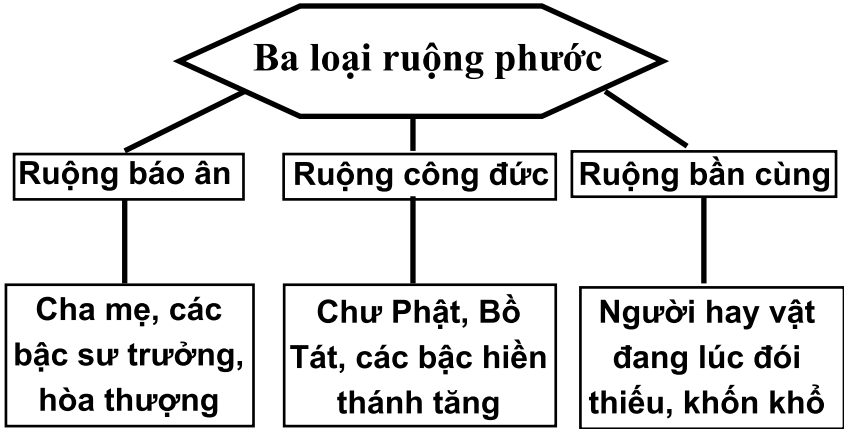 Ba loại ruộng phước
Ruộng báo ân
Ruộng công đức
Ruộng bần cùng
Cha mẹ, các
bậc sư trưởng,
hòa thượng
Chư Phật, Bồ
Tát, các bậc hiền
thánh tăng
Người hay vật
đang lúc đói
thiếu, khốn khổ